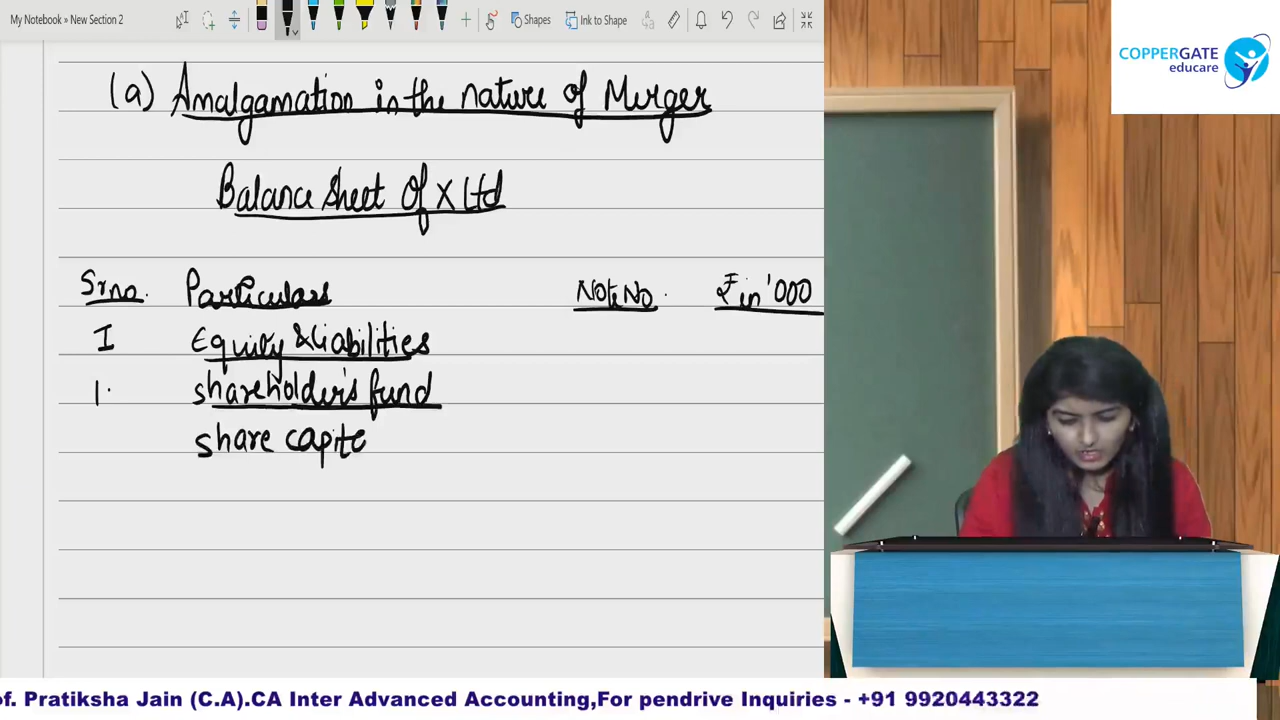 My Notebook » New Section 2
Shapes
Ink to Shape
COPPERGATE
educare
(a) Amalgamation in the nature of Merger
Balance sheet of X Ltd
Sr no. Particulars Note No. ₹ in '000
I Equity & Liabilities
1. shareholder's fund
share capita
of. Pratiksha Jain (C.A).CA Inter Advanced Accounting,For pendrive Inquiries - +91 9920443322